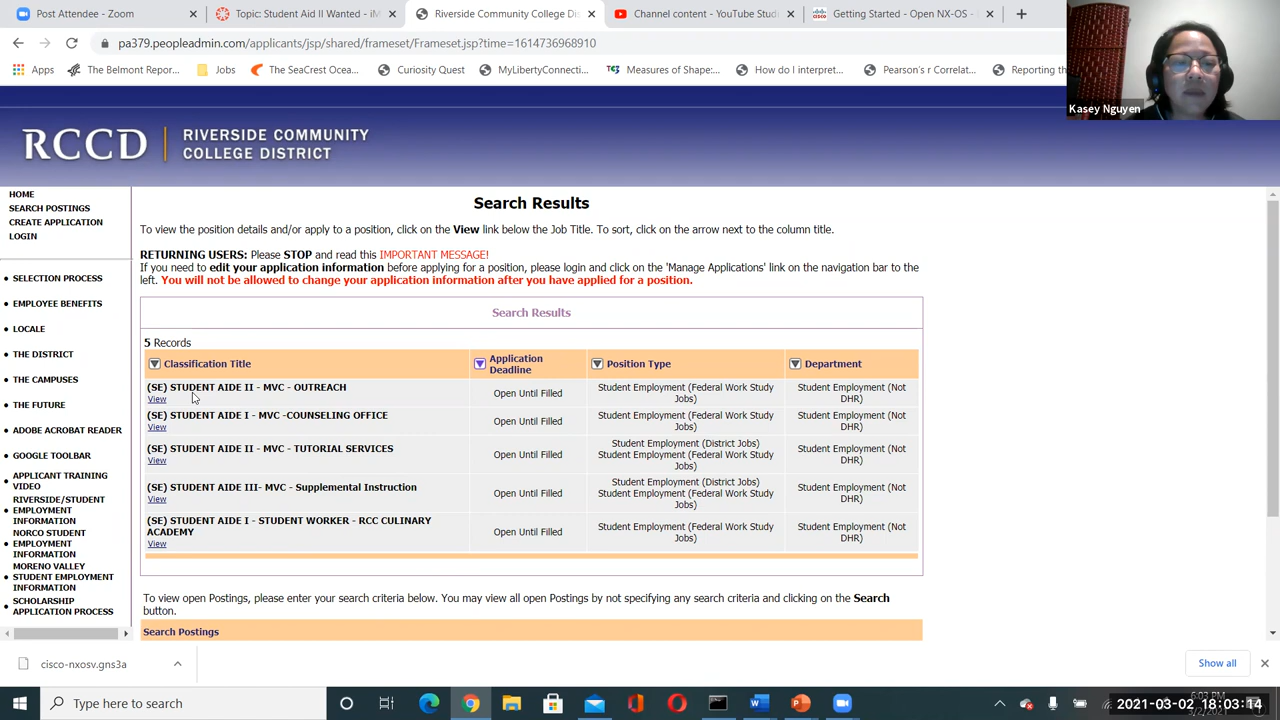 Post Attendee - Zoom
Topic: Student Aid II Wanted - iM
Riverside Community College Dis
Channel content - YouTube Stud
Getting Started - Open NX-OS -
pa379.peopleadmin.com/applicants/jsp/shared/frameset/Frameset.jsp?time=1614736968910
Apps
The Belmont Repor...
Jobs
The SeaCrest Ocea...
Curiosity Quest
MyLibertyConnecti...
Measures of Shape:...
How do I interpret...
Pearson's r Correlat...
Reporting th
Kasey Nguyen
RCCD
RIVERSIDE COMMUNITY
COLLEGE DISTRICT
HOME
SEARCH POSTINGS
CREATE APPLICATION
LOGIN
SELECTION PROCESS
EMPLOYEE BENEFITS
LOCALE
THE DISTRICT
THE CAMPUSES
THE FUTURE
ADOBE ACROBAT READER
GOOGLE TOOLBAR
APPLICANT TRAINING
VIDEO
RIVERSIDE/STUDENT
EMPLOYMENT
INFORMATION
NORCO STUDENT
EMPLOYMENT
INFORMATION
MORENO VALLEY
STUDENT EMPLOYMENT
INFORMATION
SCHOLARSHIP
APPLICATION PROCESS
Search Results
To view the position details and/or apply to a position, click on the View link below the Job Title. To sort, click on the arrow next to the column title.
RETURNING USERS: Please STOP and read this IMPORTANT MESSAGE!
If you need to edit your application information before applying for a position, please login and click on the 'Manage Applications' link on the navigation bar to the
left. You will not be allowed to change your application information after you have applied for a position.
Search Results
5 Records
Classification Title
Application
Deadline
Position Type
Department
(SE) STUDENT AIDE II - MVC - OUTREACH
View
Open Until Filled
Student Employment (Federal Work Study
Jobs)
Student Employment (Not
DHR)
(SE) STUDENT AIDE I - MVC -COUNSELING OFFICE
View
Open Until Filled
Student Employment (Federal Work Study
Jobs)
Student Employment (Not
DHR)
(SE) STUDENT AIDE II - MVC - TUTORIAL SERVICES
View
Open Until Filled
Student Employment (District Jobs)
Student Employment (Federal Work Study
Jobs)
Student Employment (Not
DHR)
(SE) STUDENT AIDE III- MVC - Supplemental Instruction
View
Open Until Filled
Student Employment (District Jobs)
Student Employment (Federal Work Study
Jobs)
Student Employment (Not
DHR)
(SE) STUDENT AIDE I - STUDENT WORKER - RCC CULINARY
ACADEMY
View
Open Until Filled
Student Employment (Federal Work Study
Jobs)
Student Employment (Not
DHR)
To view open Postings, please enter your search criteria below. You may view all open Postings by not specifying any search criteria and clicking on the Search
button.
Search Postings
cisco-nxosv.gns3a
Show all
Type here to search
2021-03-02 18:03:14